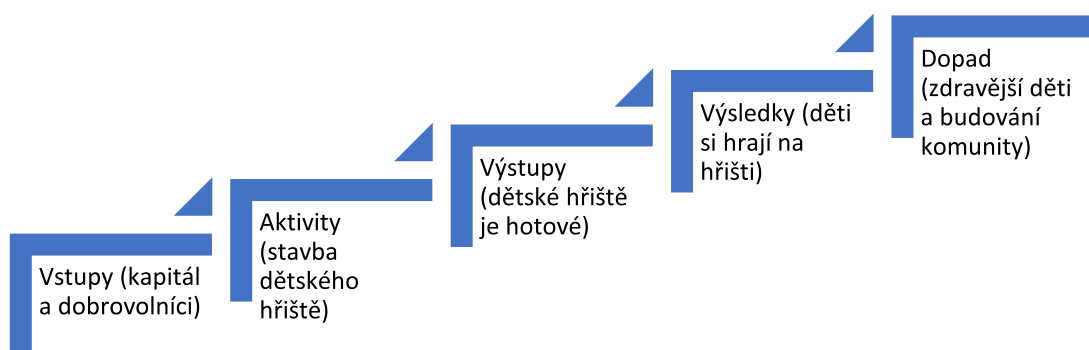 Vstupy (kapitál
a dobrovolníci)
Aktivity
(stavba
dětského
hřiště)
Výstupy
(dětské hřiště
je hotové)
Výsledky (děti
si hrají na
hřišti)
Dopad
(zdravější děti
a budování
komunity)